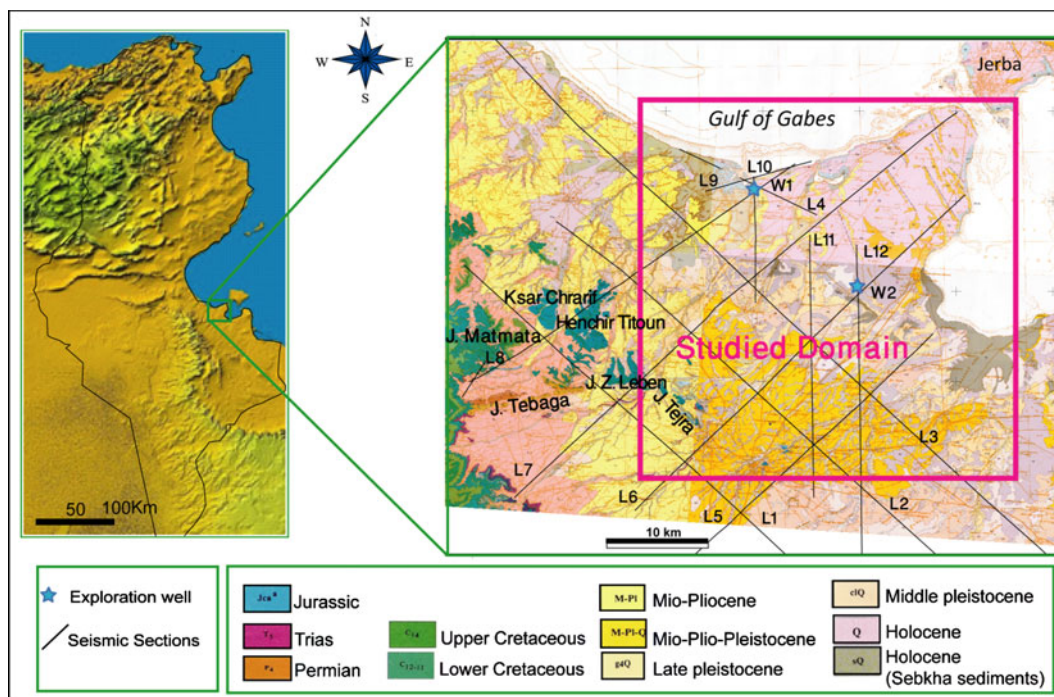 N
W E
S
50 100Km
Jerba
Gulf of Gabes
L10
L9
W1
L4
L11
L12
W2
Ksar Chrarif
Henchir Titoun
J. Matmata
L8
Studied Domain
J. Z. Leben
J. Tebaga
J. Tejra
L3
L7
L6
L5
L1
L2
10 km
Exploration well
Seismic Sections
Jurassic
Trias
Permian
Upper Cretaceous
Lower Cretaceous
M-Pl Mio-Pliocene
M-Pl-Q Mio-Plio-Pleistocene
g4Q Late pleistocene
Middle pleistocene
Q Holocene
sQ Holocene
(Sebkha sediments)